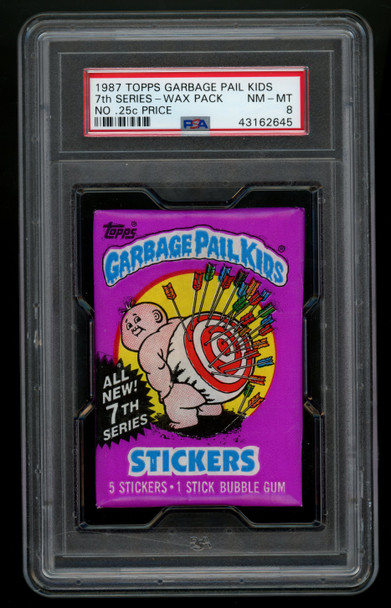 1987 TOPPS GARBAGE PAIL KIDS
7th SERIES - WAX PACK NM - MT
NO .25c PRICE 8
PSA 43162645
Topps ®
GARBAGE PAIL KIDS ®
ALL
NEW!
7TH
SERIES
STICKERS
5 STICKERS • 1 STICK BUBBLE GUM